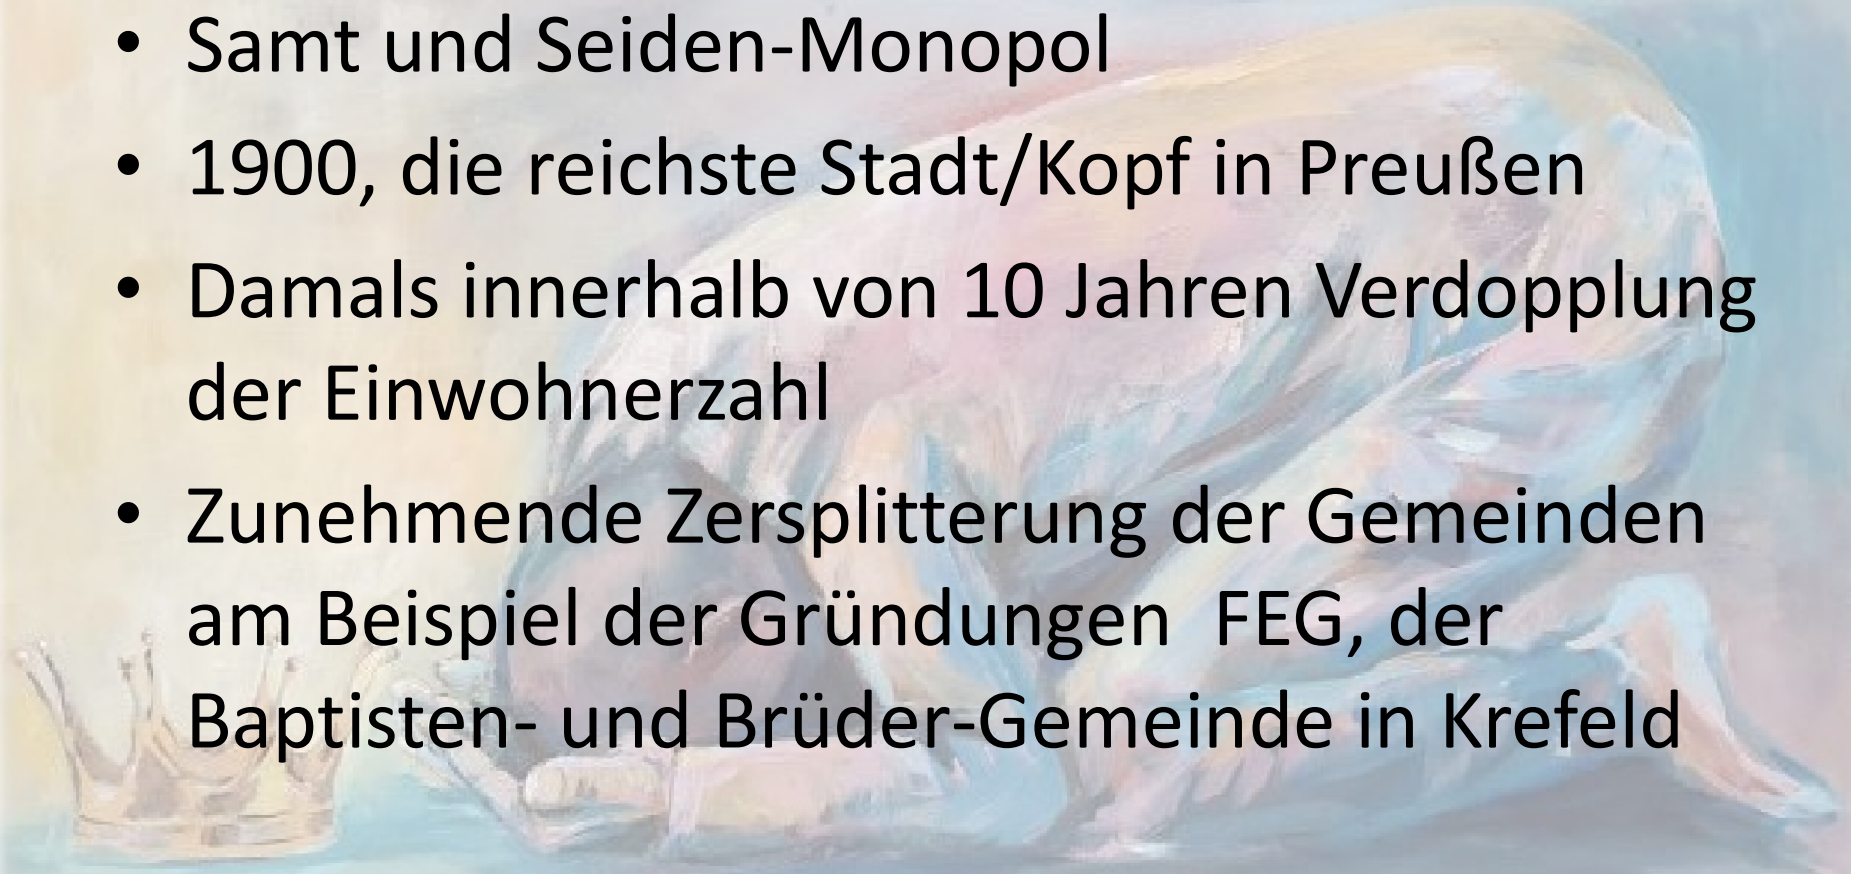 • Samt und Seiden-Monopol
• 1900, die reichste Stadt/Kopf in Preußen
• Damals innerhalb von 10 Jahren Verdopplung
der Einwohnerzahl
• Zunehmende Zersplitterung der Gemeinden
am Beispiel der Gründungen  FEG, der
Baptisten- und Brüder-Gemeinde in Krefeld